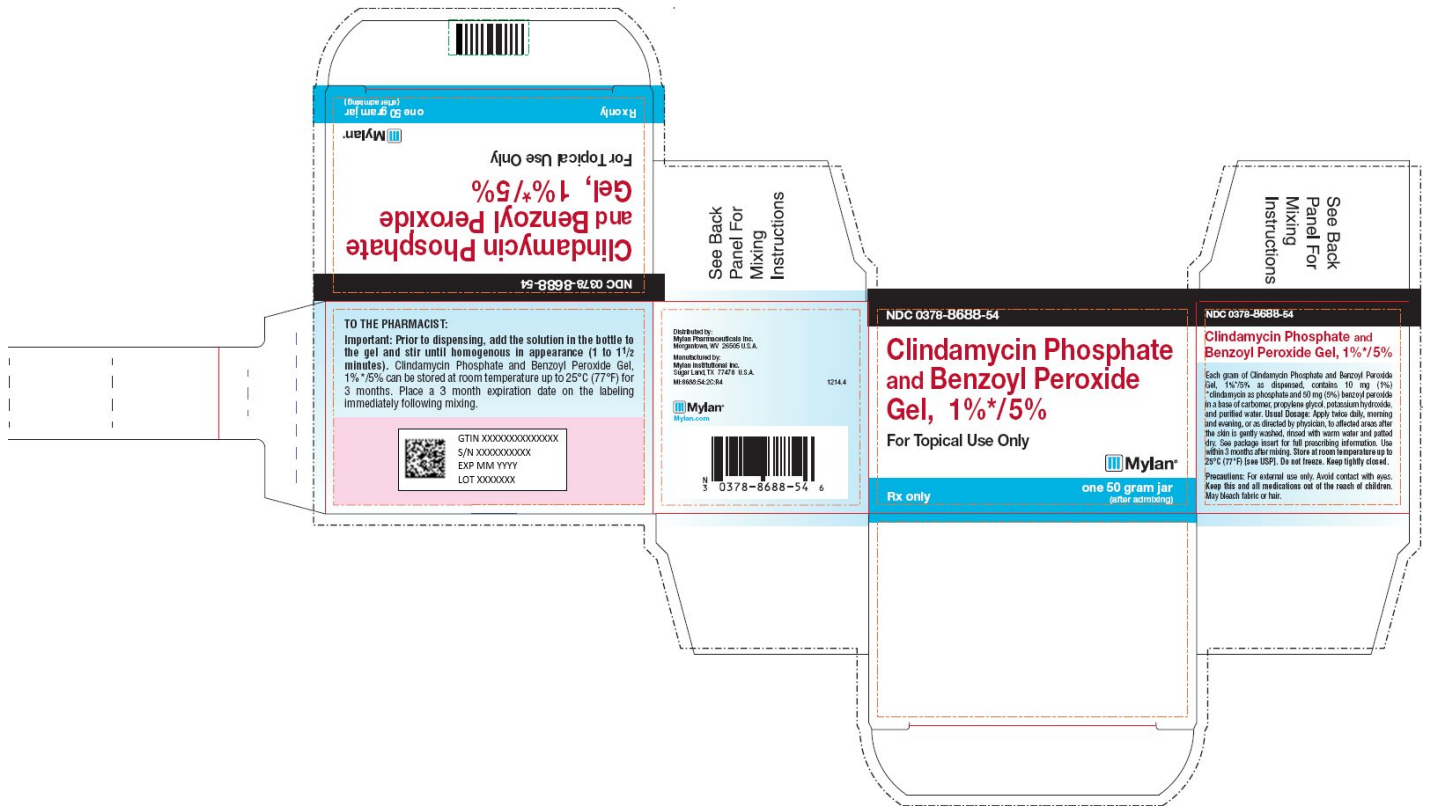 Rx only
one 50 gram jar
(after admixing)
Mylan®
For Topical Use Only
Clindamycin Phosphate
and Benzoyl Peroxide
Gel, 1%*/5%
NDC 0378-8688-54
TO THE PHARMACIST:
Important: Prior to dispensing, add the solution in the bottle to
the gel and stir until homogenous in appearance (1 to 11/2
minutes). Clindamycin Phosphate and Benzoyl Peroxide Gel,
1%*/5% can be stored at room temperature up to 25°C (77°F) for
3 months. Place a 3 month expiration date on the labeling
immediately following mixing.
GTIN XXXXXXXXXXXXXX
S/N XXXXXXXXXX
EXP MM YYYY
LOT XXXXXXX
See Back
Panel For
Mixing
Instructions
Distributed by:
Mylan Pharmaceuticals Inc.
Morgantown, WV 26505 U.S.A.
Manufactured by:
Mylan Institutional Inc.
Sugar Land, TX 77478 U.S.A.
MI:8688:54:2C:R4
1214.4
Mylan®
Mylan.com
N
3 0378-8688-54 6
NDC 0378-8688-54
Clindamycin Phosphate
and Benzoyl Peroxide
Gel, 1%*/5%
For Topical Use Only
Mylan®
Rx only
one 50 gram jar
(after admixing)
See Back
Panel For
Mixing
Instructions
NDC 0378-8688-54
Clindamycin Phosphate and
Benzoyl Peroxide Gel, 1%*/5%
Each gram of Clindamycin Phosphate and Benzoyl Peroxide
Gel, 1%*/5% as dispensed, contains 10 mg (1%)
*clindamycin as phosphate and 50 mg (5%) benzoyl peroxide
in a base of carbomer, propylene glycol, potassium hydroxide,
and purified water. Usual Dosage: Apply twice daily, morning
and evening, or as directed by physician, to affected areas after
the skin is gently washed, rinsed with warm water and patted
dry. See package insert for full prescribing information. Use
within 3 months after mixing. Store at room temperature up to
25°C (77°F) [see USP]. Do not freeze. Keep tightly closed.
Precautions: For external use only. Avoid contact with eyes.
Keep this and all medications out of the reach of children.
May bleach fabric or hair.